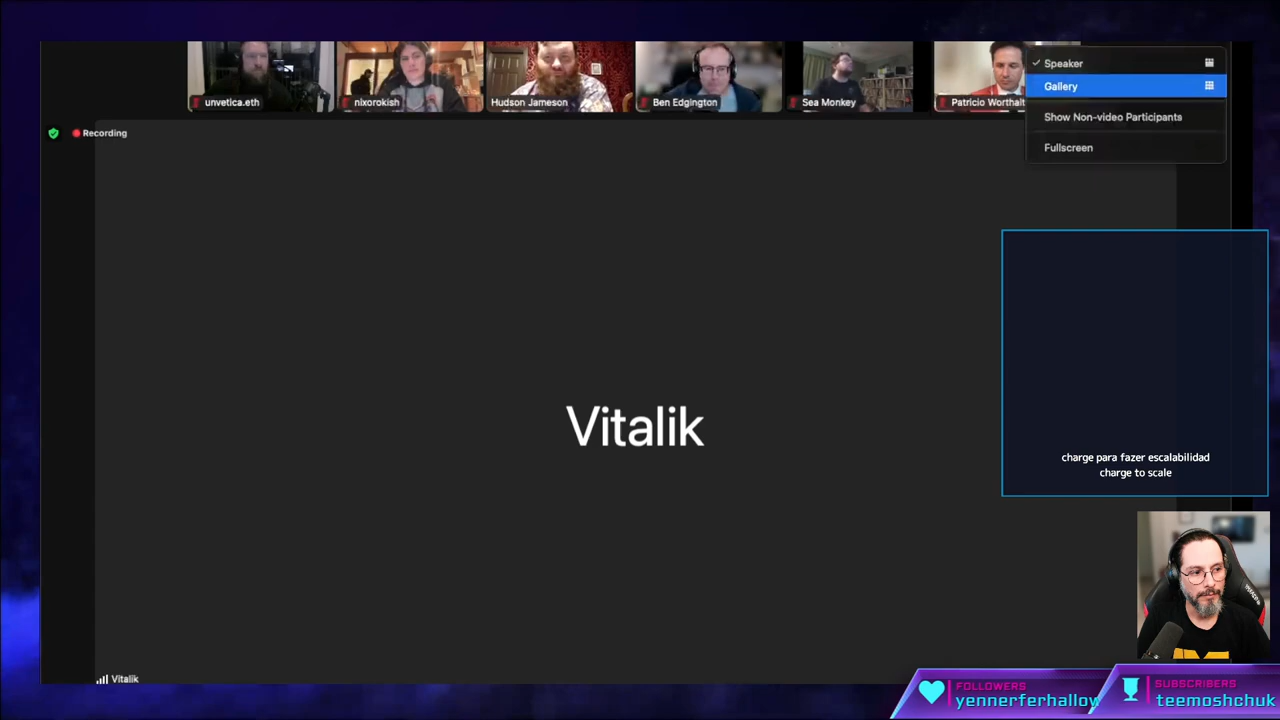 unvetica.eth
nixorokish
Hudson Jameson
Ben Edgington
Sea Monkey
Patricio Worthalt
Speaker
Gallery
Show Non-video Participants
Fullscreen
Recording
Vitalik
charge para fazer escalabilidad
charge to scale
Vitalik
FOLLOWERS
yennerferhallow
SUBSCRIBERS
teemoshchuk